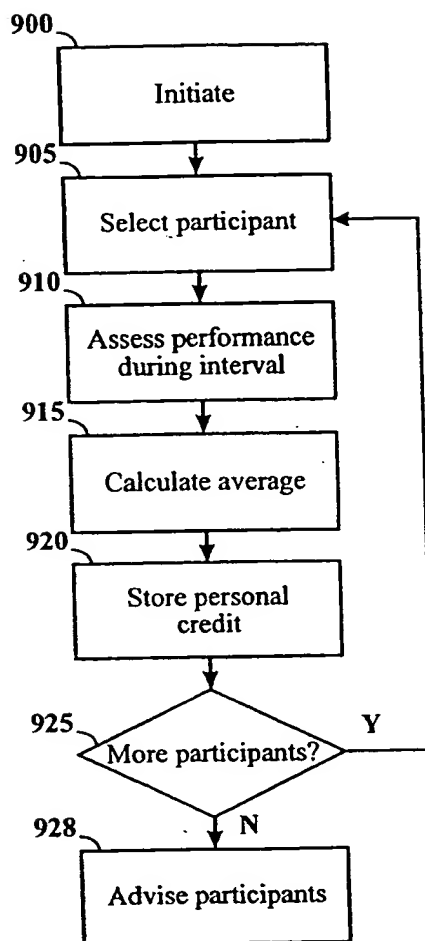 900
Initiate
905
Select participant
910
Assess performance
during interval
915
Calculate average
920
Store personal
credit
925
More participants?
Y
N
928
Advise participants